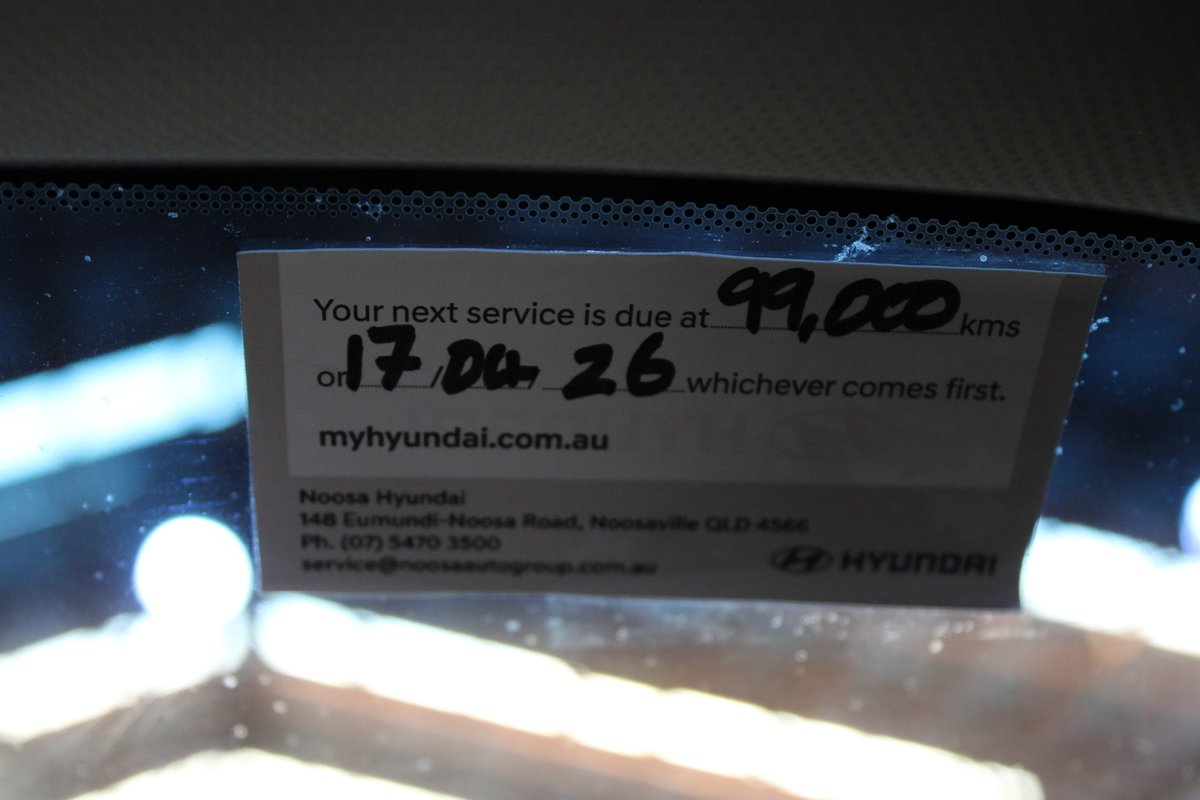 Your next service is due at 99,000 kms
on 17 / 04 / 26 whichever comes first.
myhyundai.com.au
Noosa Hyundai
148 Eumundi-Noosa Road, Noosaville QLD 4566
Ph. (07) 5470 3500
service@noosaautogroup.com.au
HYUNDAI